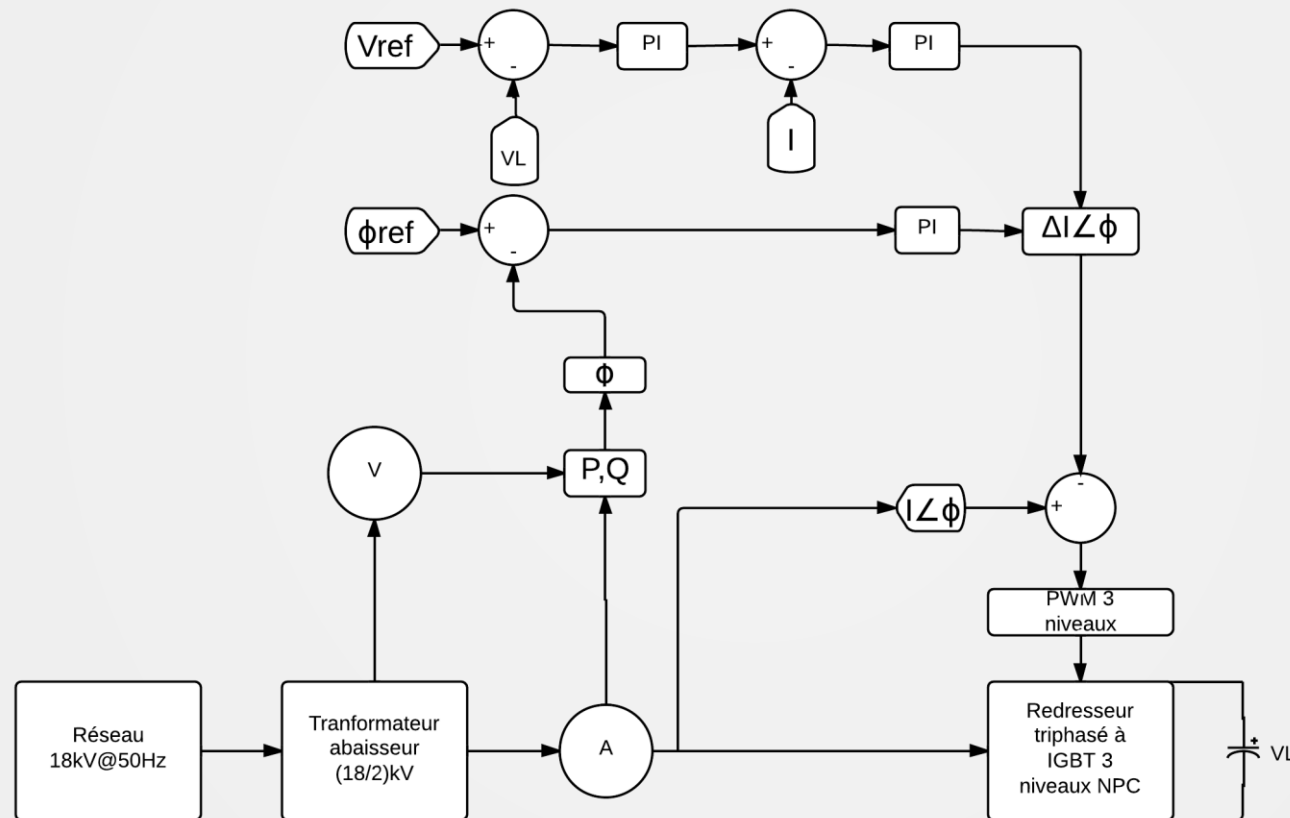 Vref
+
-
PI
+
-
PI
VL
I
ϕref
+
-
PI
ΔI∠ϕ
ϕ
V
P,Q
I∠ϕ
+
-
PWM 3
niveaux
Réseau
18kV@50Hz
Tranformateur
abaisseur
(18/2)kV
A
Redresseur
triphasé à
IGBT 3
niveaux NPC
+
VL